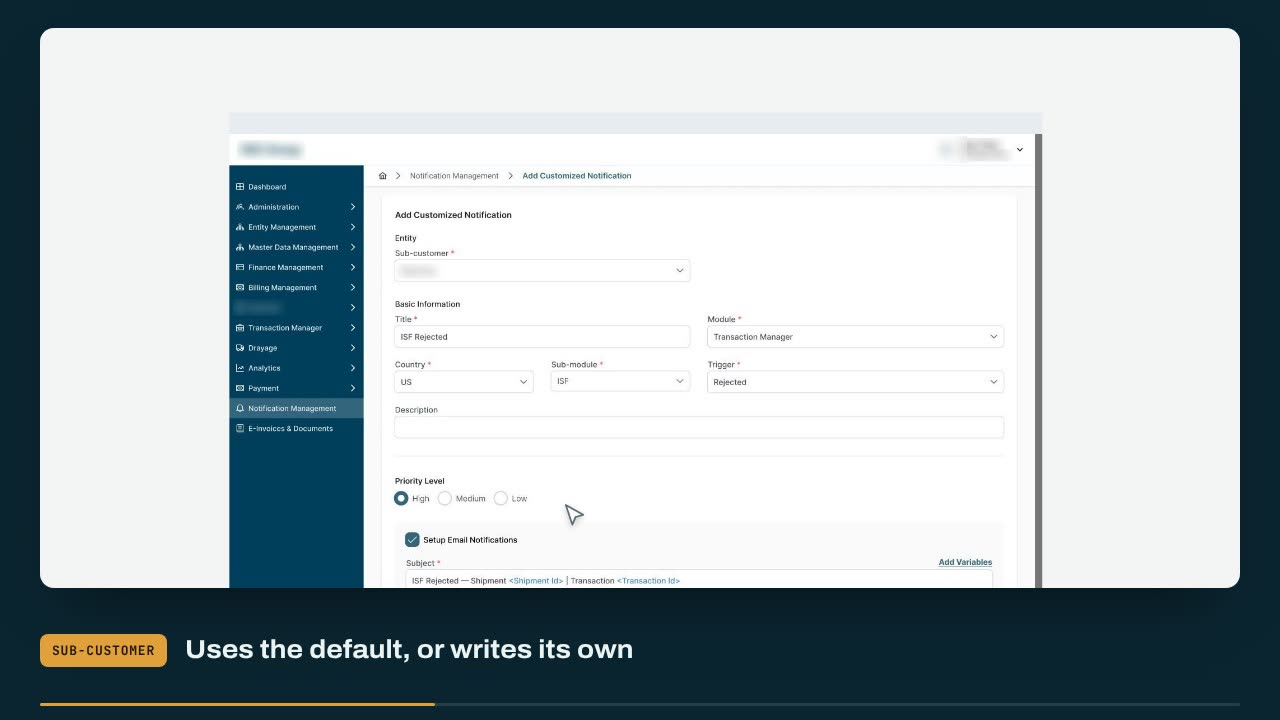 Notification Management
Add Customized Notification
Dashboard
Administration
Entity Management
Master Data Management
Finance Management
Billing Management
Transaction Manager
Drayage
Analytics
Payment
Notification Management
E-Invoices & Documents
Add Customized Notification
Entity
Sub-customer *
Basic Information
Title *
Module *
ISF Rejected
Transaction Manager
Country *
Sub-module *
Trigger *
US
ISF
Rejected
Description
Priority Level
High
Medium
Low
Setup Email Notifications
Subject *
Add Variables
ISF Rejected — Shipment <Shipment Id> | Transaction <Transaction Id>
SUB-CUSTOMER
Uses the default, or writes its own